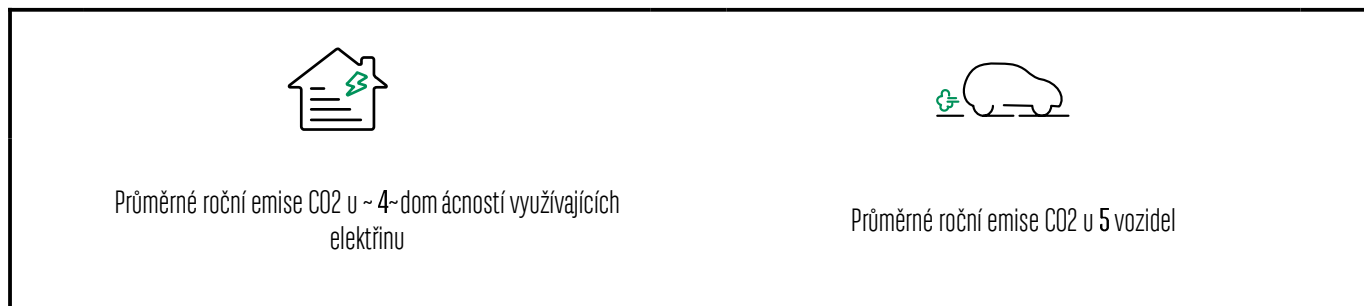 Průměrné roční emise CO2 u ~ 4~dom ácností využívajících
elektřinu
Průměrné roční emise CO2 u 5 vozidel